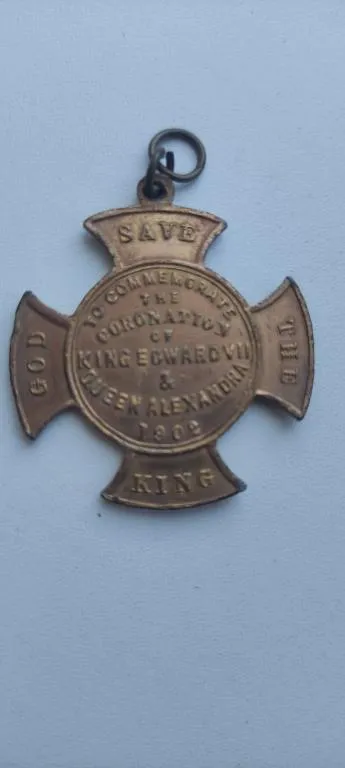 GOD
SAVE
THE
KING
TO COMMEMORATE
THE
CORONATION
OF
KING EDWARD VII
&
QUEEN ALEXANDRA
1902